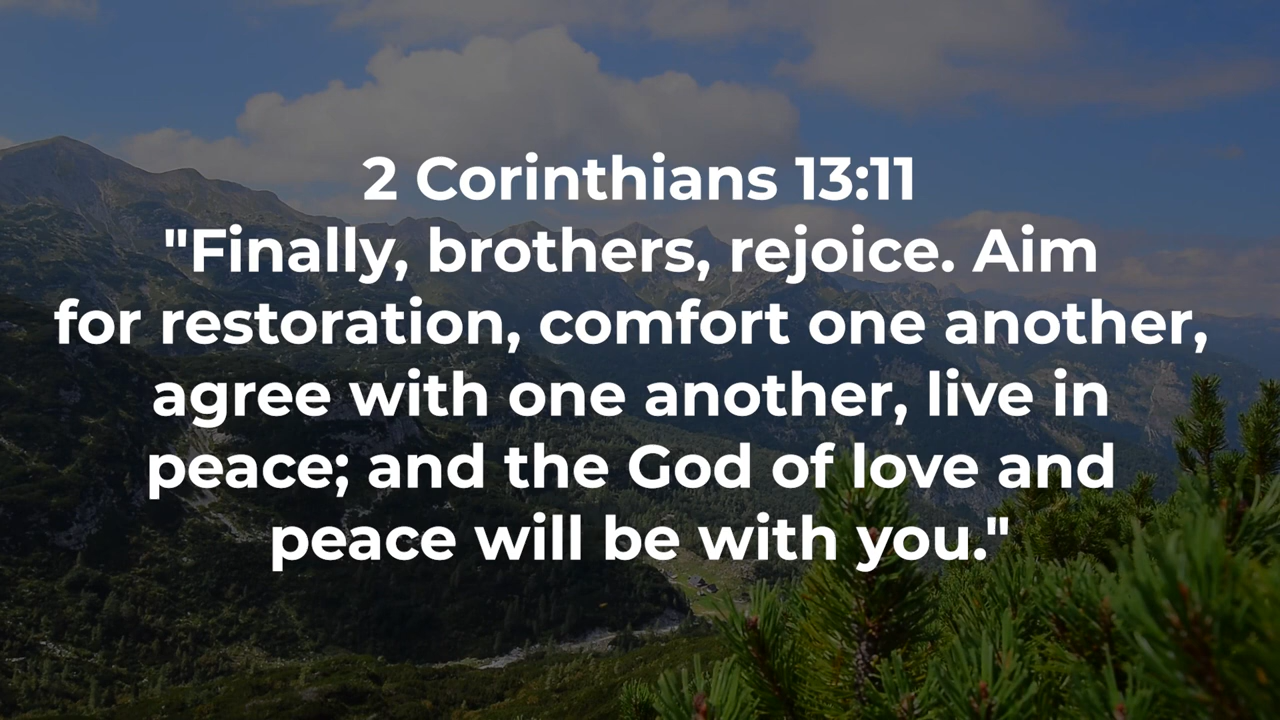 2 Corinthians 13:11
"Finally, brothers, rejoice. Aim
for restoration, comfort one another,
agree with one another, live in
peace; and the God of love and
peace will be with you."